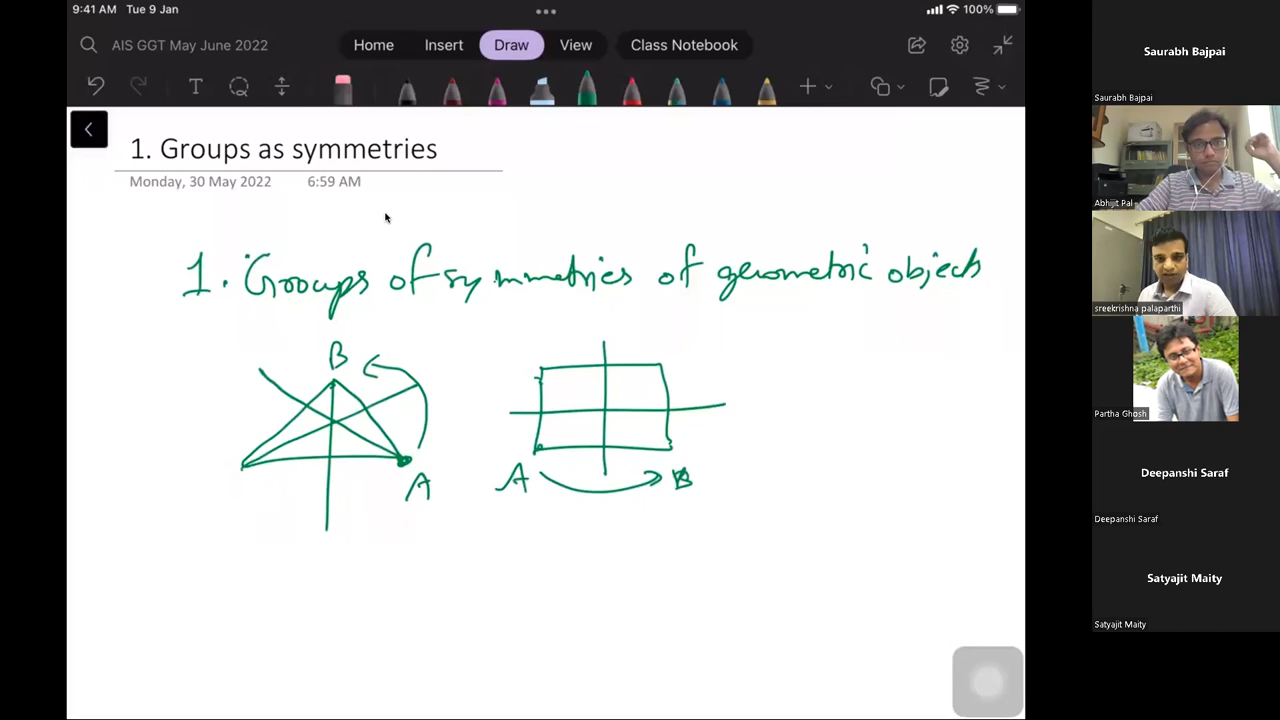 9:41 AM Tue 9 Jan
100%
AIS GGT May June 2022
Home Insert Draw View Class Notebook
T
1. Groups as symmetries
Monday, 30 May 2022 6:59 AM
1. Groups of symmetries of geometric objects
B
A
A
Saurabh Bajpai
Saurabh Bajpai
Abhijit Pal
sreekrishna palaparthi
Partha Ghosh
Deepanshi Saraf
Deepanshi Saraf
Satyajit Maity
Satyajit Maity